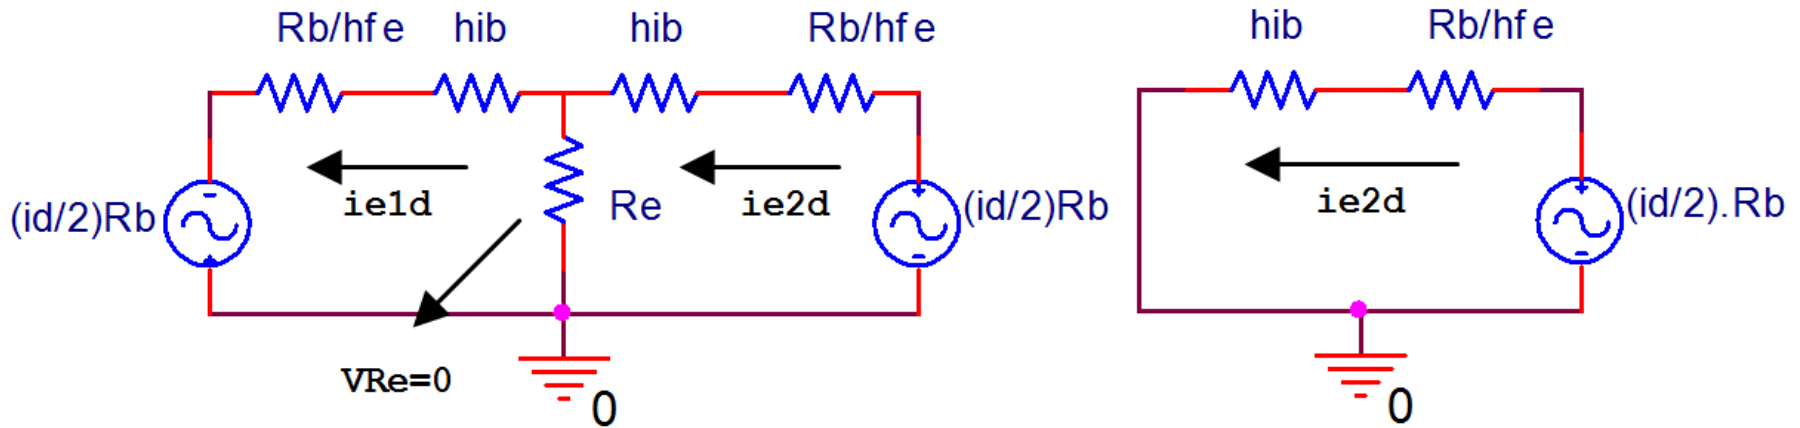 Rb/hfe hib hib Rb/hfe
(id/2)Rb ie1d Re ie2d (id/2)Rb
VRe=0
0
hib Rb/hfe
ie2d (id/2).Rb
0